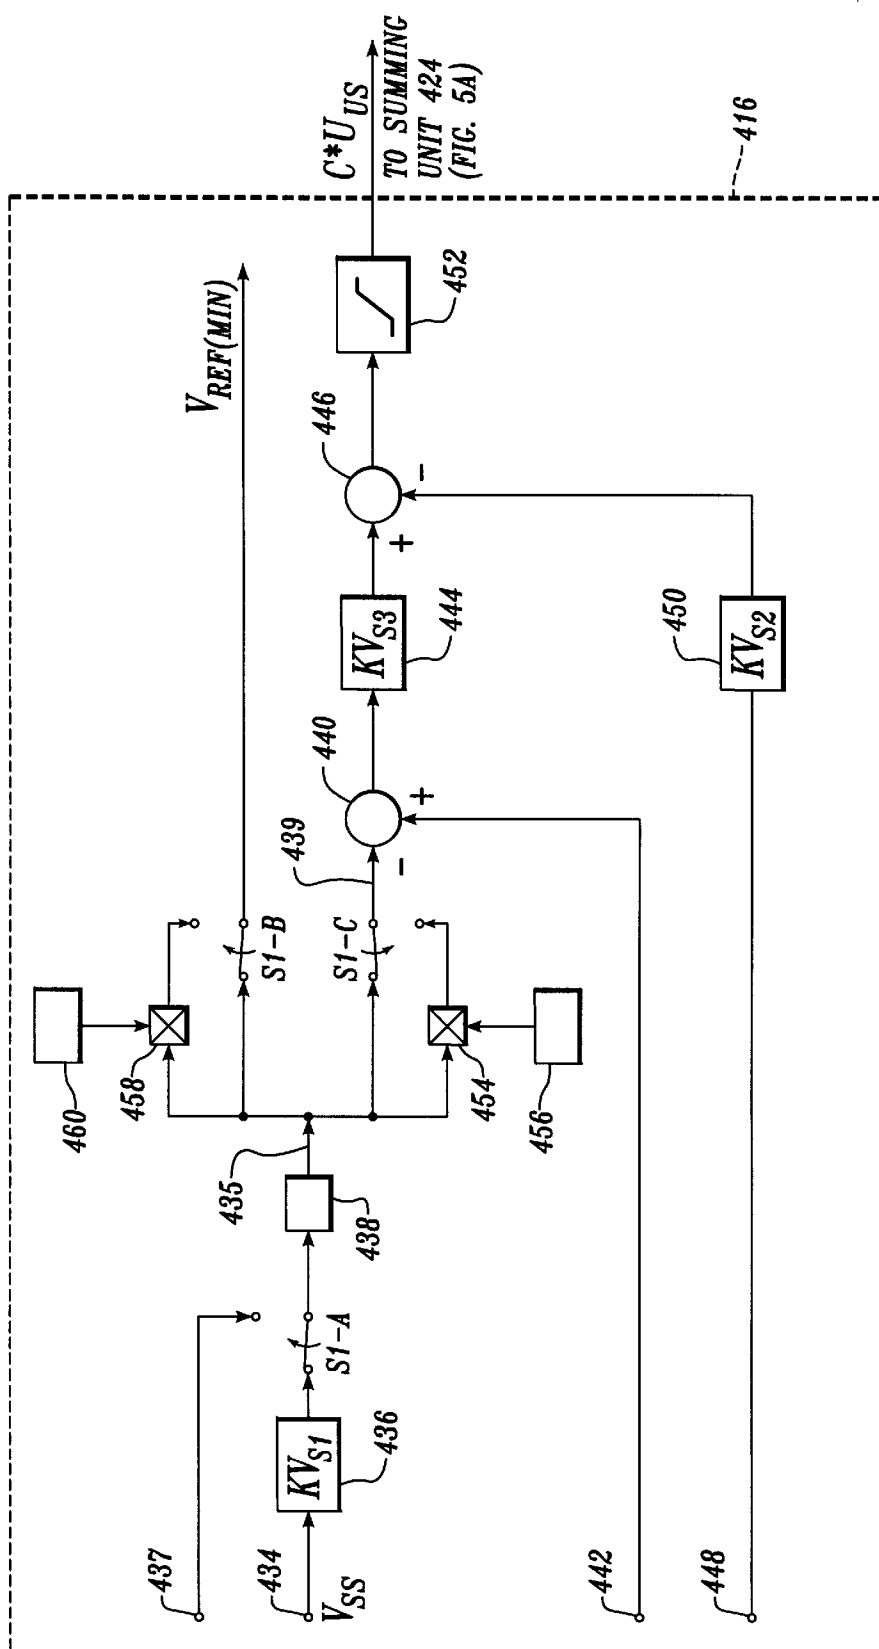 437
434
V_SS
442
448
KV_S1
436
S1-A
438
435
460
458
454
456
S1-B
S1-C
439
440
-
+
KV_S3
444
KV_S2
450
446
+
-
V_REF(MIN)
452
C*U_US
TO SUMMING
UNIT 424
(FIG. 5A)
416